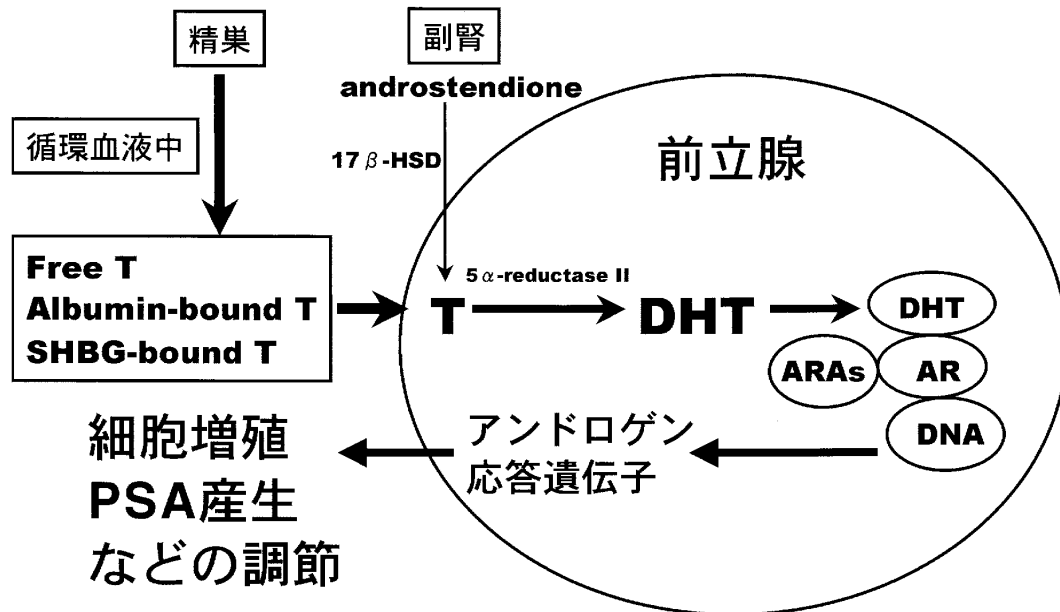 精巣
副腎
androstendione
循環血液中
17β-HSD
前立腺
Free T
Albumin-bound T
SHBG-bound T
T
5α-reductase II
DHT
DHT
ARAs
AR
DNA
アンドロゲン
応答遺伝子
細胞増殖
PSA産生
などの調節